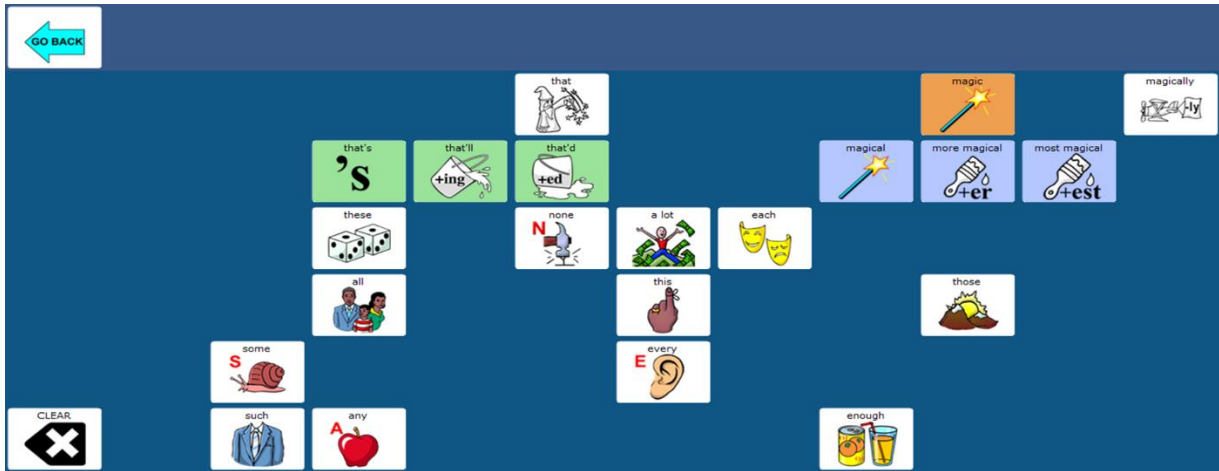 GO BACK
that
magic
magically
-ly
that's
that'll
that'd
magical
more magical
most magical
's
+ing
+ed
+er
+est
these
none
a lot
each
N
all
this
those
some
every
S
E
CLEAR
such
any
enough
A